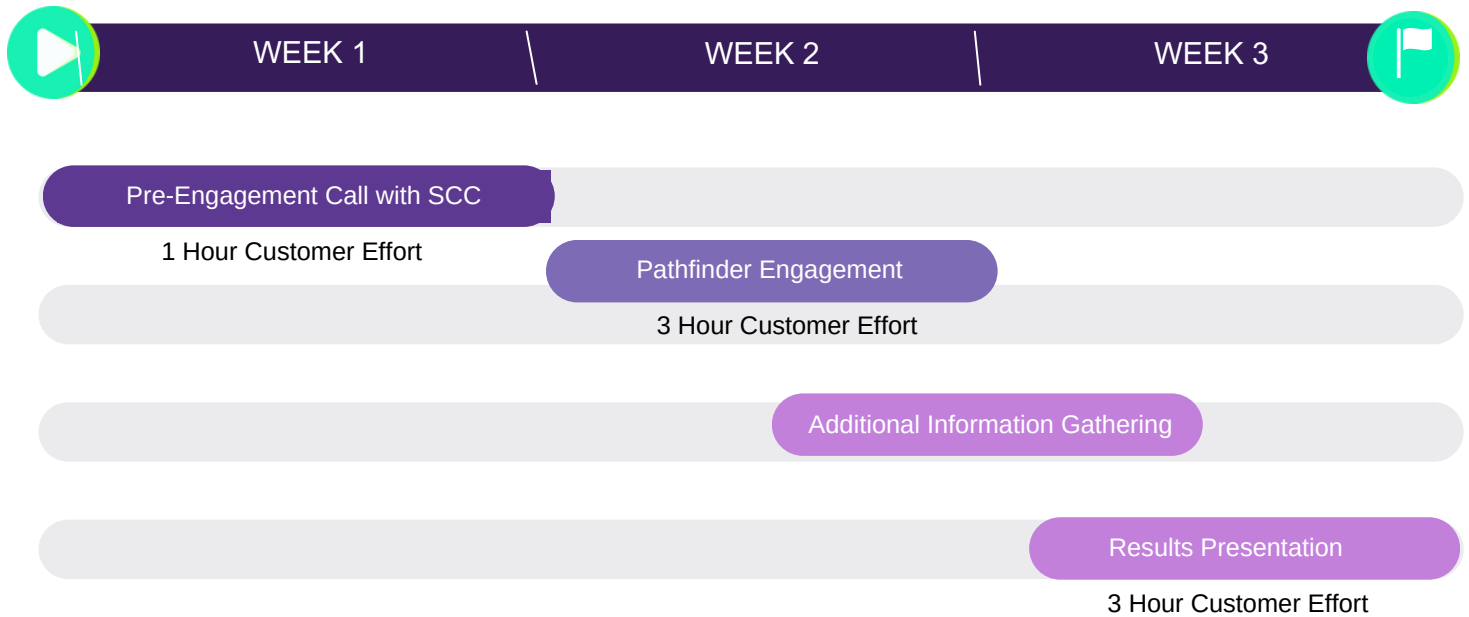 WEEK 1
WEEK 2
WEEK 3
Pre-Engagement Call with SCC
1 Hour Customer Effort
Pathfinder Engagement
3 Hour Customer Effort
Additional Information Gathering
Results Presentation
3 Hour Customer Effort